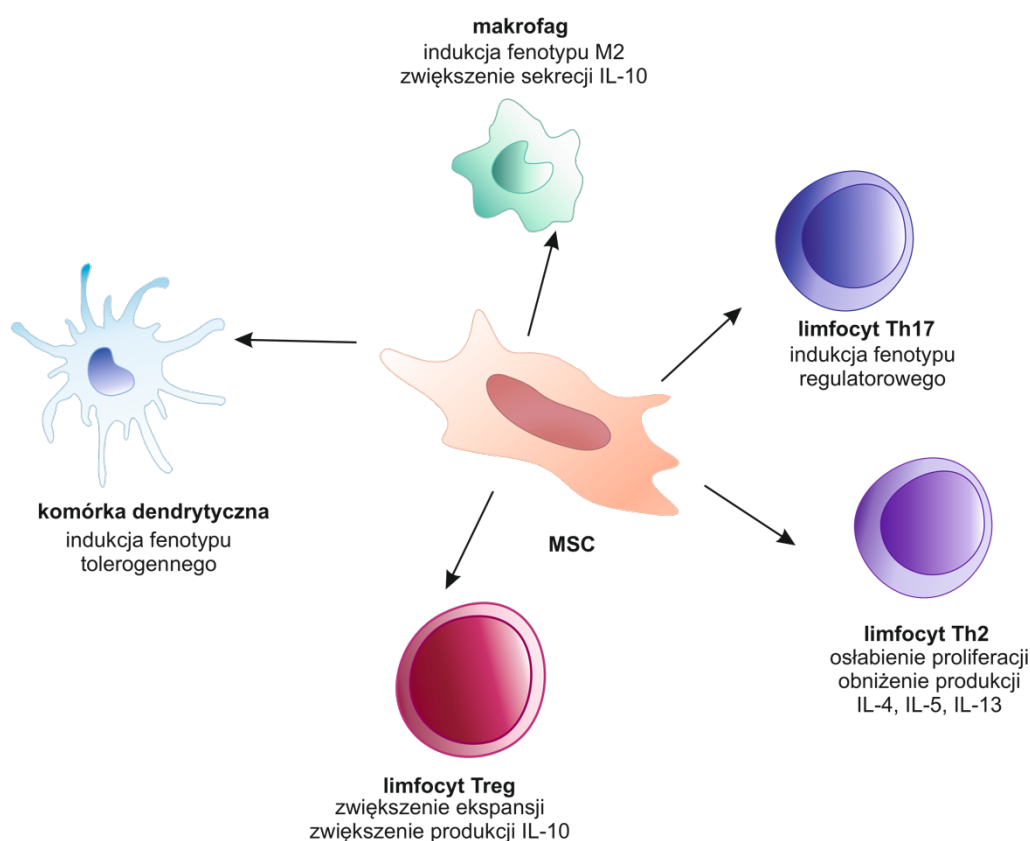 makrofag
indukcja fenotypu M2
zwiększenie sekrecji IL-10
limfocyt Th17
indukcja fenotypu
regulatorowego
komórka dendrytyczna
indukcja fenotypu
tolerogennego
MSC
limfocyt Th2
osłabienie proliferacji
obniżenie produkcji
IL-4, IL-5, IL-13
limfocyt Treg
zwiększenie ekspansji
zwiększenie produkcji IL-10